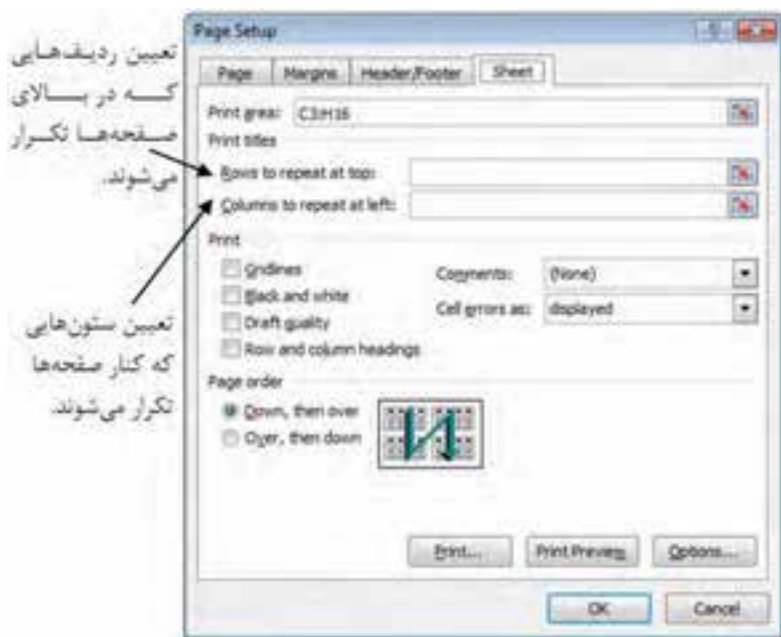 تعیین ردیف‌هایی
که در بالای
صفحه‌ها تکرار
می‌شوند.
تعیین ستون‌هایی
که کنار صفحه‌ها
تکرار می‌شوند.
Page Setup
Page Margins Header/Footer Sheet
Print area: C3:H16
Print titles
Rows to repeat at top:
Columns to repeat at left:
Print
Gridlines
Black and white
Draft quality
Row and column headings
Comments: (None)
Cell errors as: displayed
Page order
Down, then over
Over, then down
Print... Print Preview Options...
OK Cancel